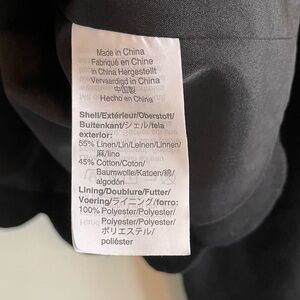 Made in China
Fabriqué en Chine
in China Hergestellt
Vervaardigd in China
中国製
Hecho en China
Shell/Extérieur/Oberstoff/
Buitenkant/シェル/tela
exterior:
55% Linen/Lin/Leinen/Linnen/
麻/lino
45% Cotton/Coton/
Baumwolle/Katoen/綿/
algodón
Lining/Doublure/Futter/
Voering/ライニング/forro:
100% Polyester/Polyester/
Polyester/Polyester/
ポリエステル/
poliéster